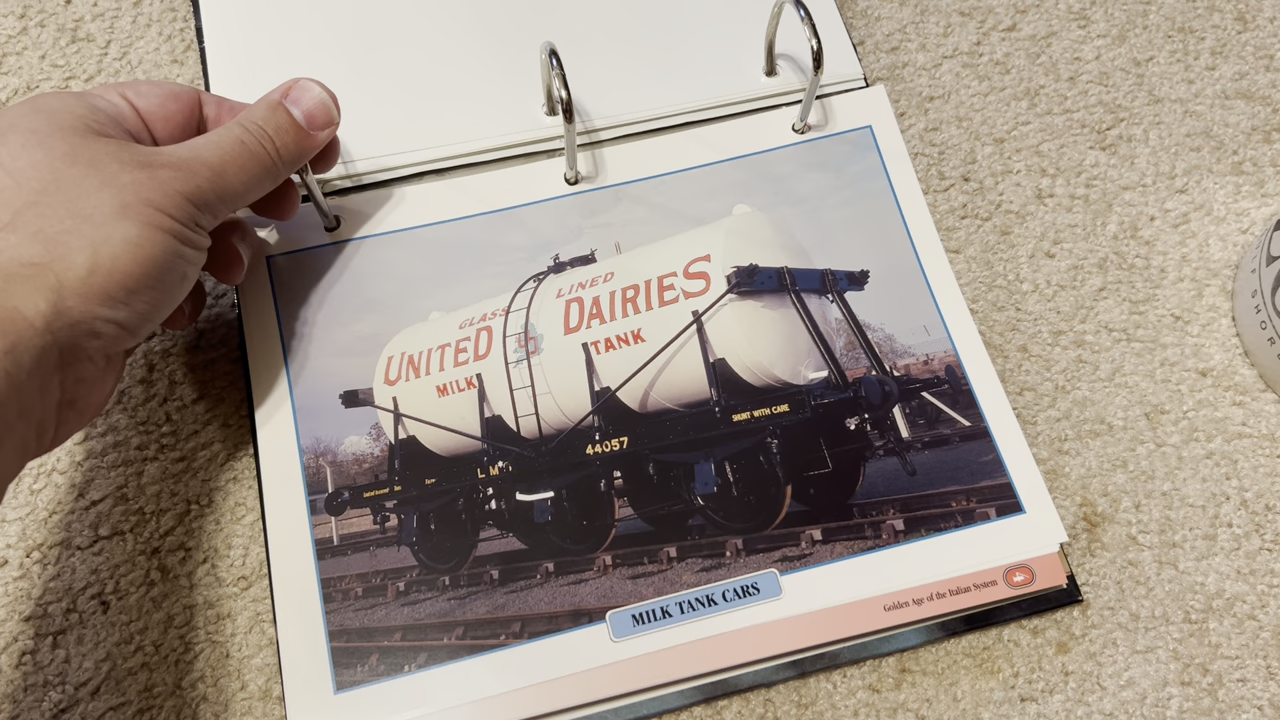 GLASS LINED
UNITED DAIRIES
MILK TANK
44057
SHUNT WITH CARE
L M
MILK TANK CARS
Golden Age of the Italian System
SHOR